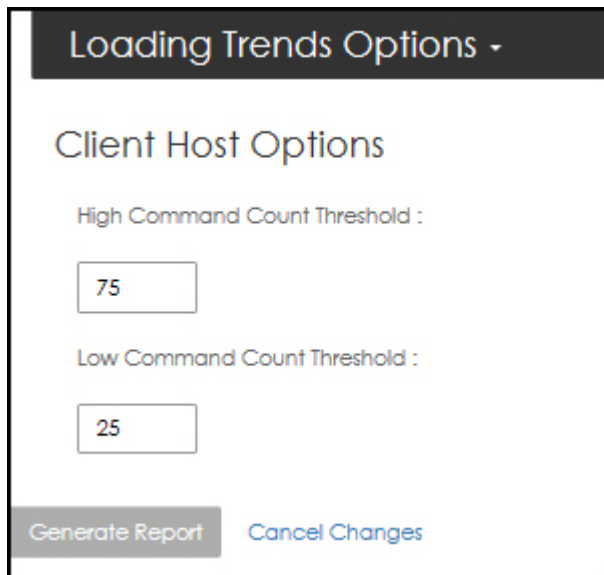 Loading Trends Options
Client Host Options
High Command Count Threshold :
75
Low Command Count Threshold :
25
Generate Report Cancel Changes